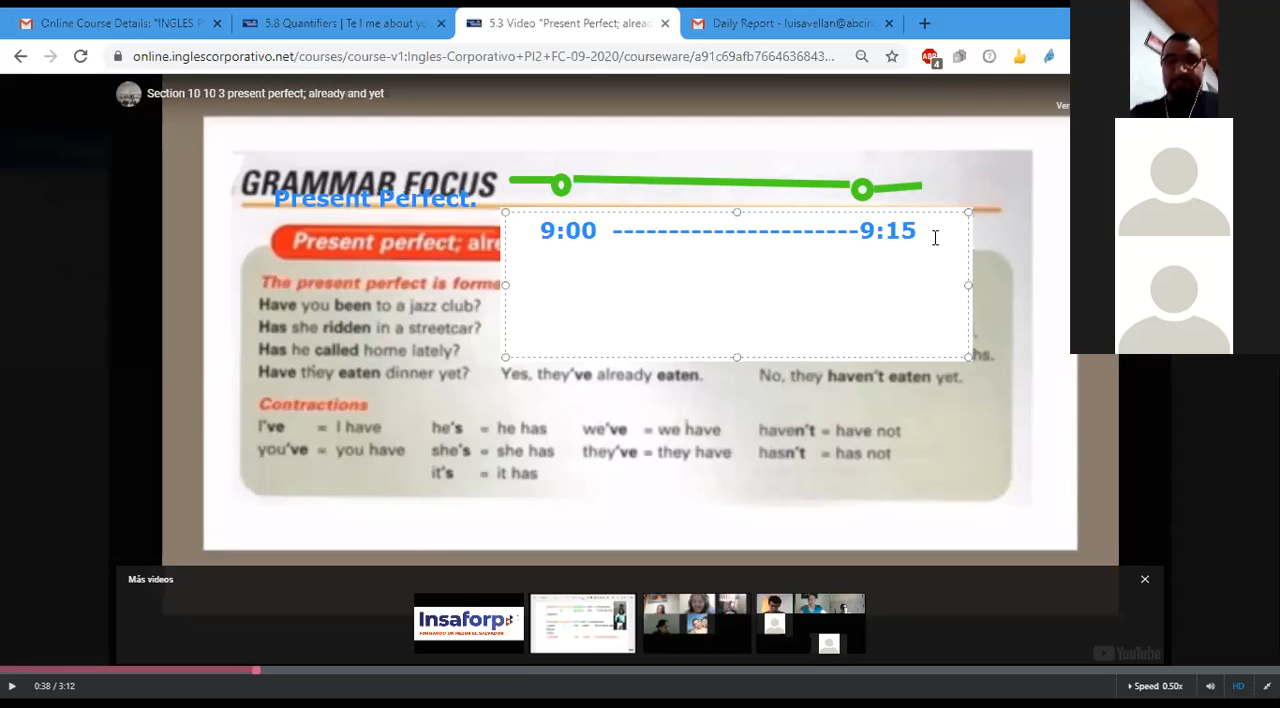 Online Course Details: "INGLES P
5.8 Quantifiers | Te l me about yo
5.3 Video "Present Perfect; alread
Daily Report - luisavellan@abcin
online.inglescorporativo.net/courses/course-v1:Ingles-Corporativo+PI2+FC-09-2020/courseware/a91c69afb7664636843...
4
Section 10 10 3 present perfect; already and yet
Ver
GRAMMAR FOCUS
Present Perfect.
9:00 ----------------------9:15
Present perfect; alre
The present perfect is forme
Have you been to a jazz club?
Has she ridden in a streetcar?
Has he called home lately? hs.
Have they eaten dinner yet? Yes, they've already eaten. No, they haven't eaten yet.
Contractions
I've = I have he's = he has we've = we have haven't = have not
you've = you have she's = she has they've = they have hasn't = has not
it's = it has
Más videos
Insaforp
YouTube
0:38 / 3:12 Speed 0.50x HD